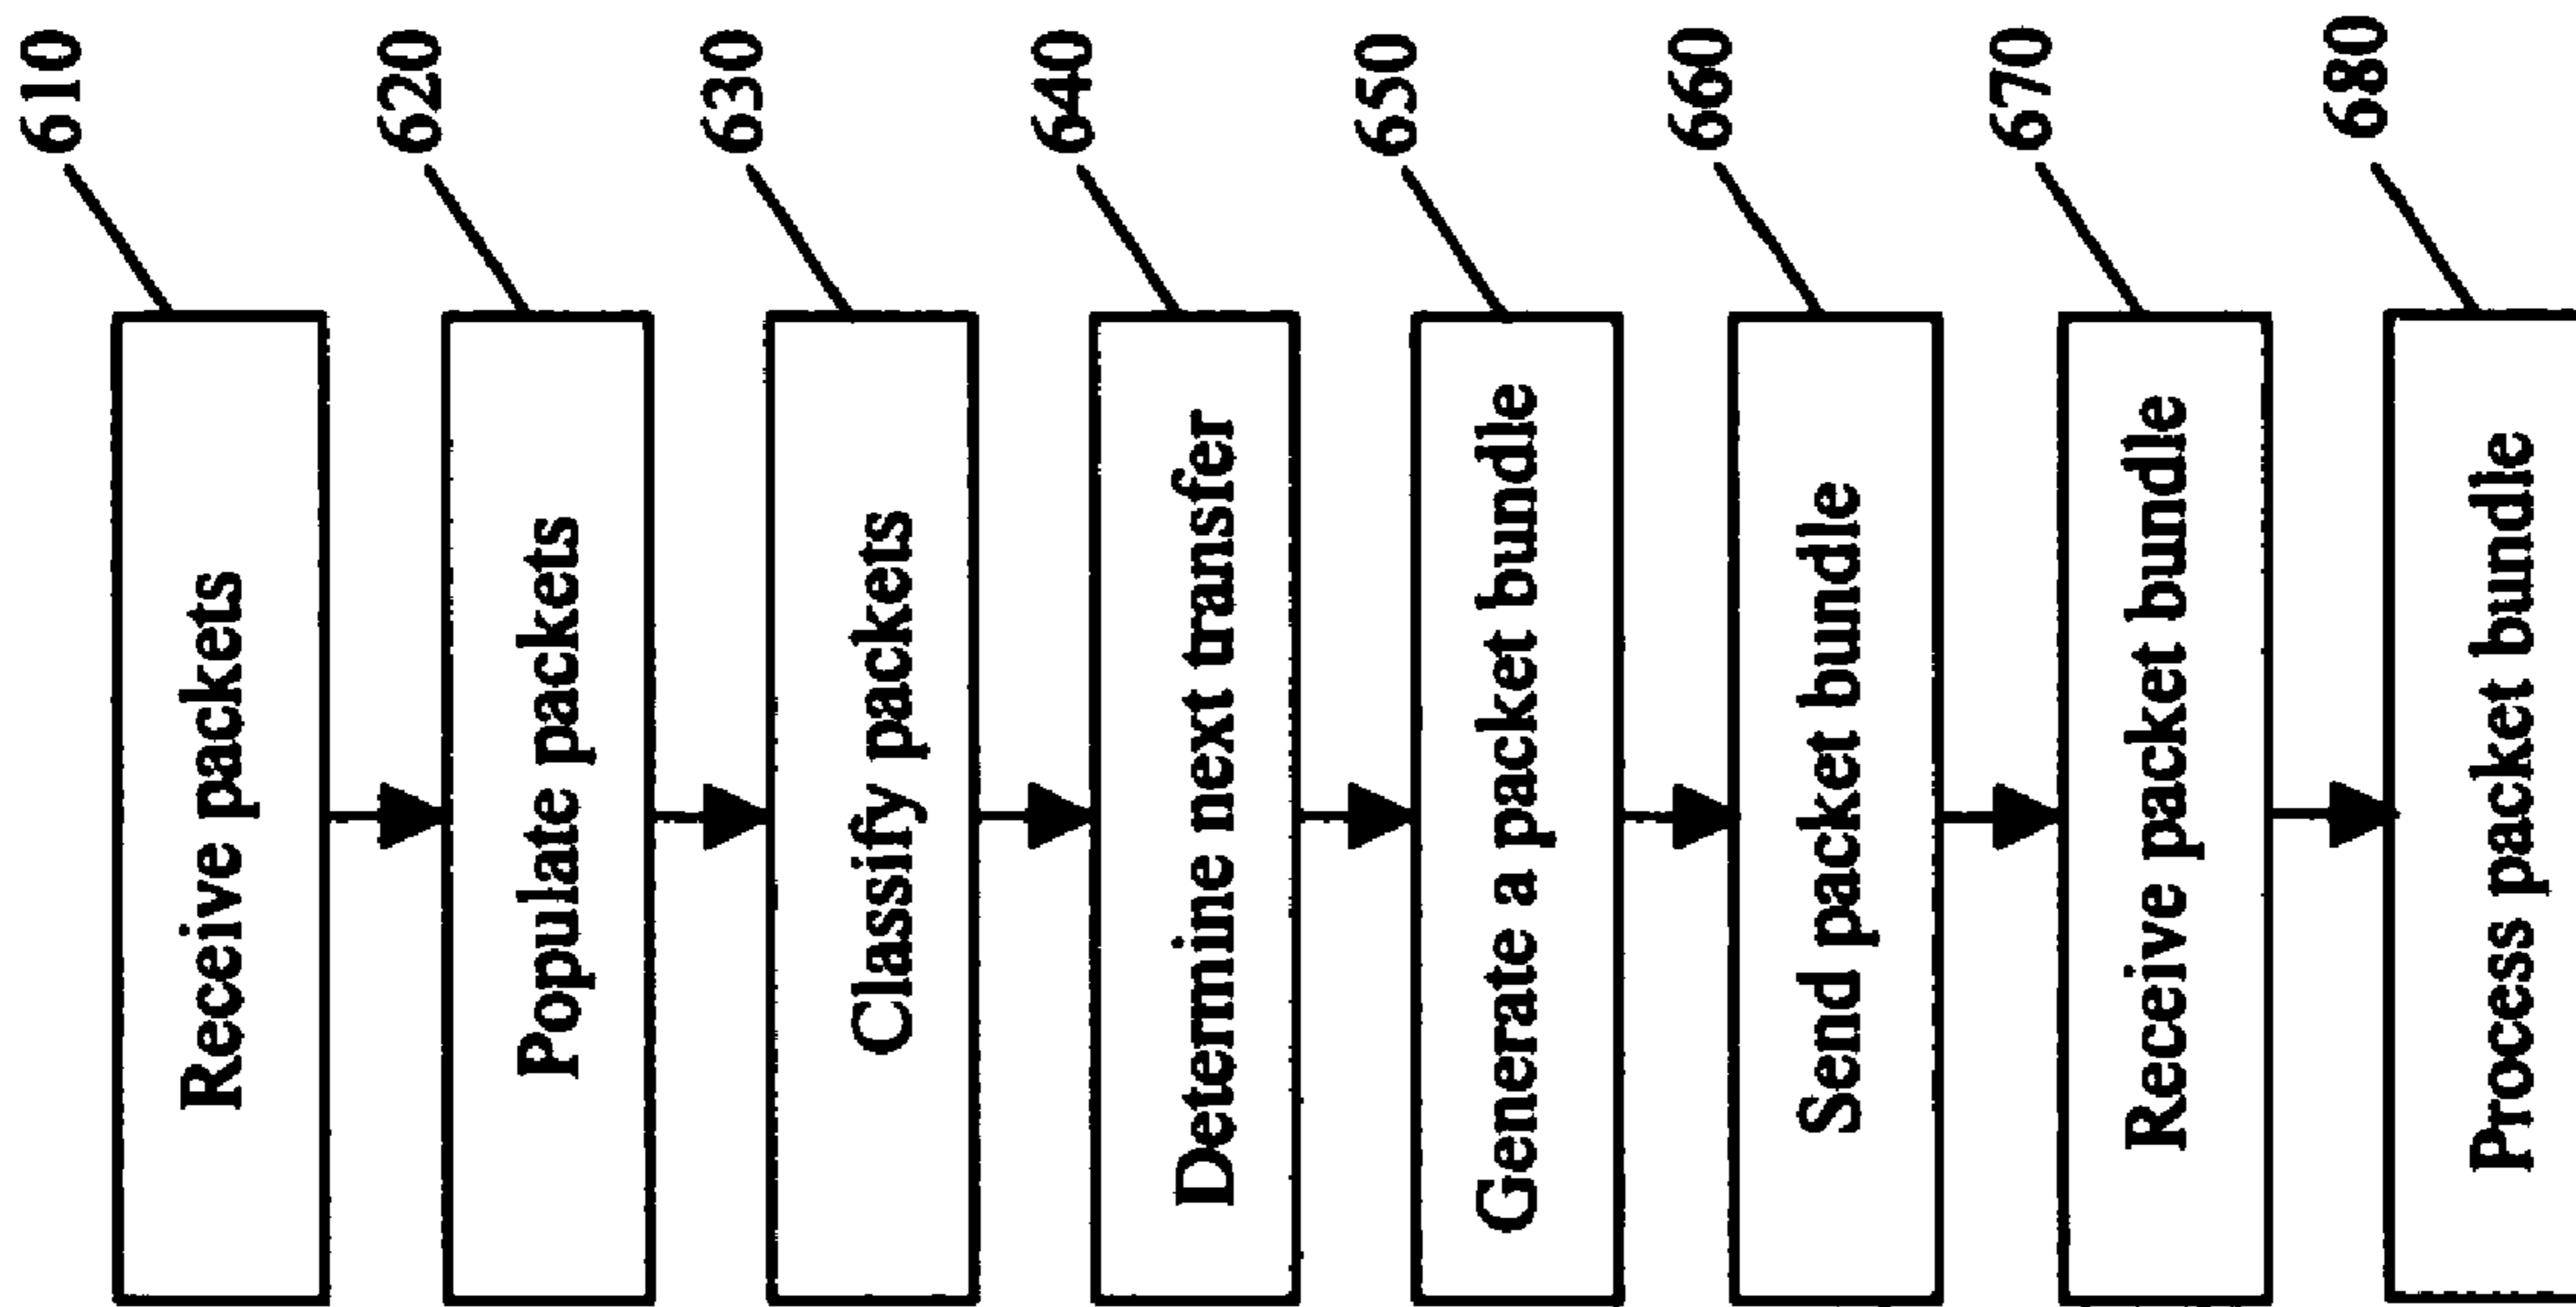 610
Receive packets
620
Populate packets
630
Classify packets
640
Determine next transfer
650
Generate a packet bundle
660
Send packet bundle
670
Receive packet bundle
680
Process packet bundle